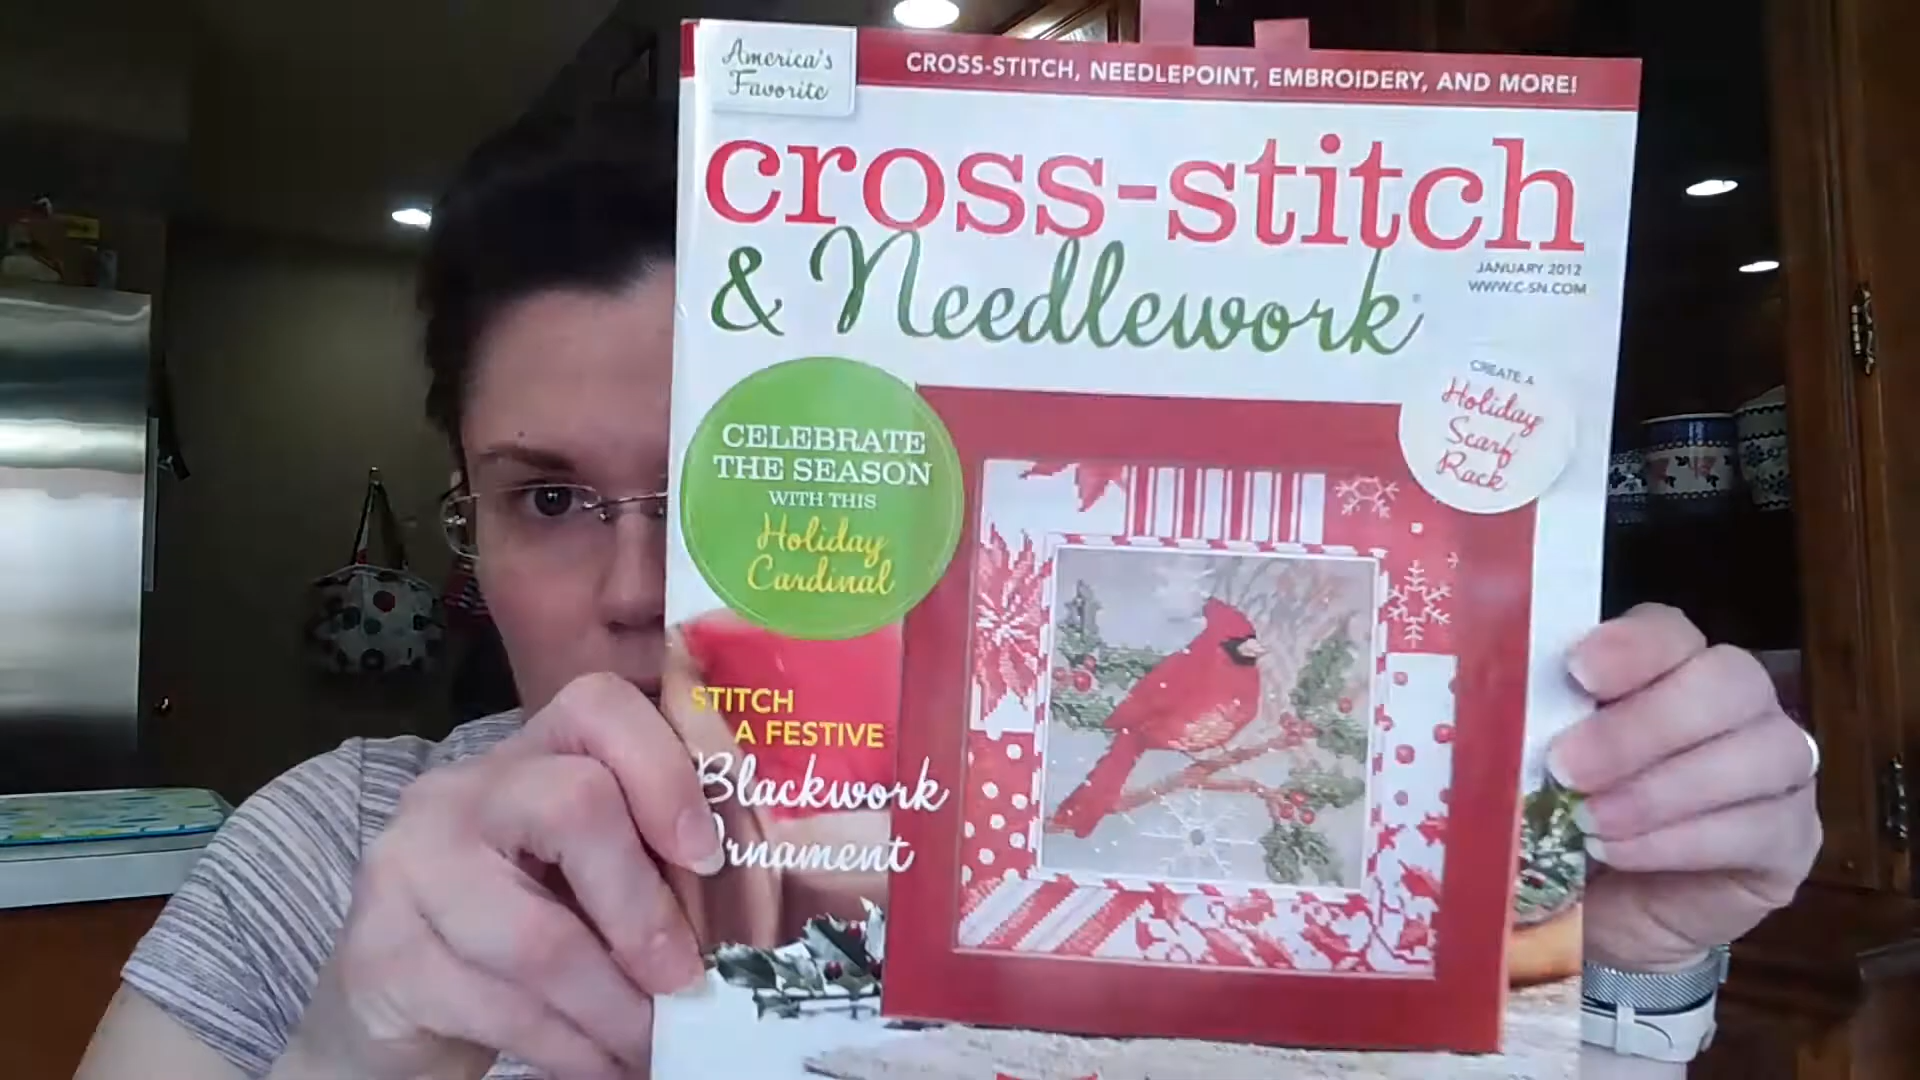 America's
Favorite
CROSS-STITCH, NEEDLEPOINT, EMBROIDERY, AND MORE!
cross-stitch
& Needlework
JANUARY 2012
WWW.C-SN.COM
CREATE A
Holiday
Scarf
Rack
CELEBRATE
THE SEASON
WITH THIS
Holiday
Cardinal
STITCH
A FESTIVE
Blackwork
Ornament